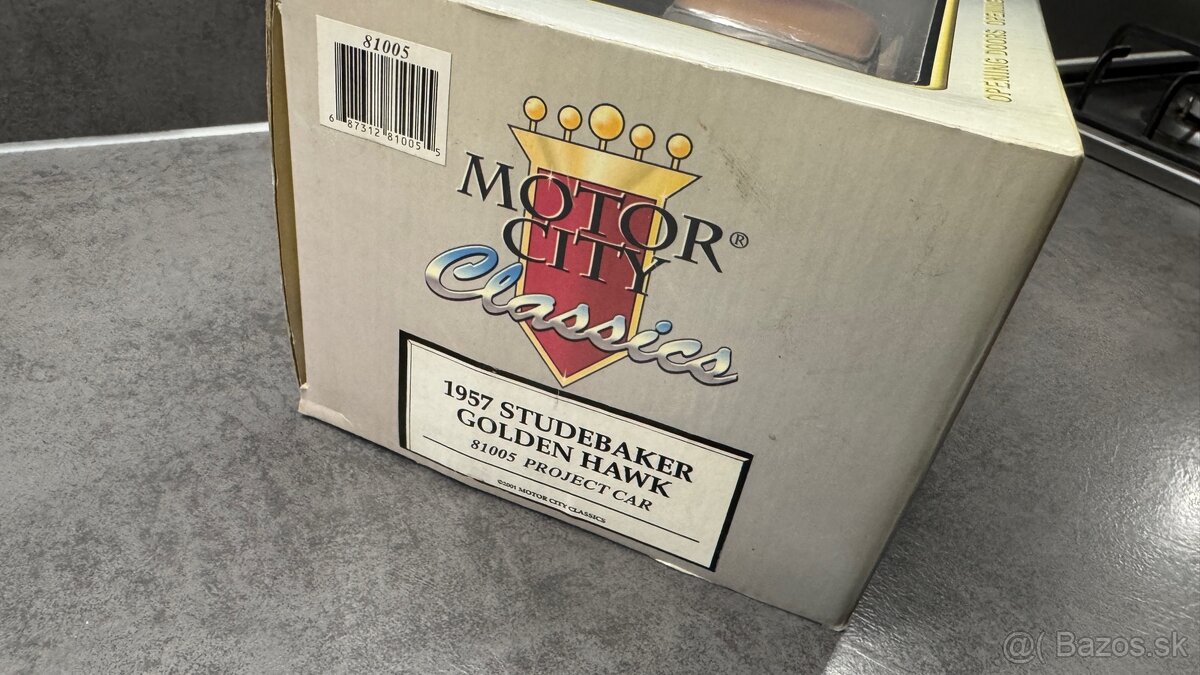 81005
6 87312 81005 5
OPENING DOORS OPENING
MOTOR®
CITY
Classics
1957 STUDEBAKER
GOLDEN HAWK
81005 PROJECT CAR
©2001 MOTOR CITY CLASSICS
@( Bazos.sk